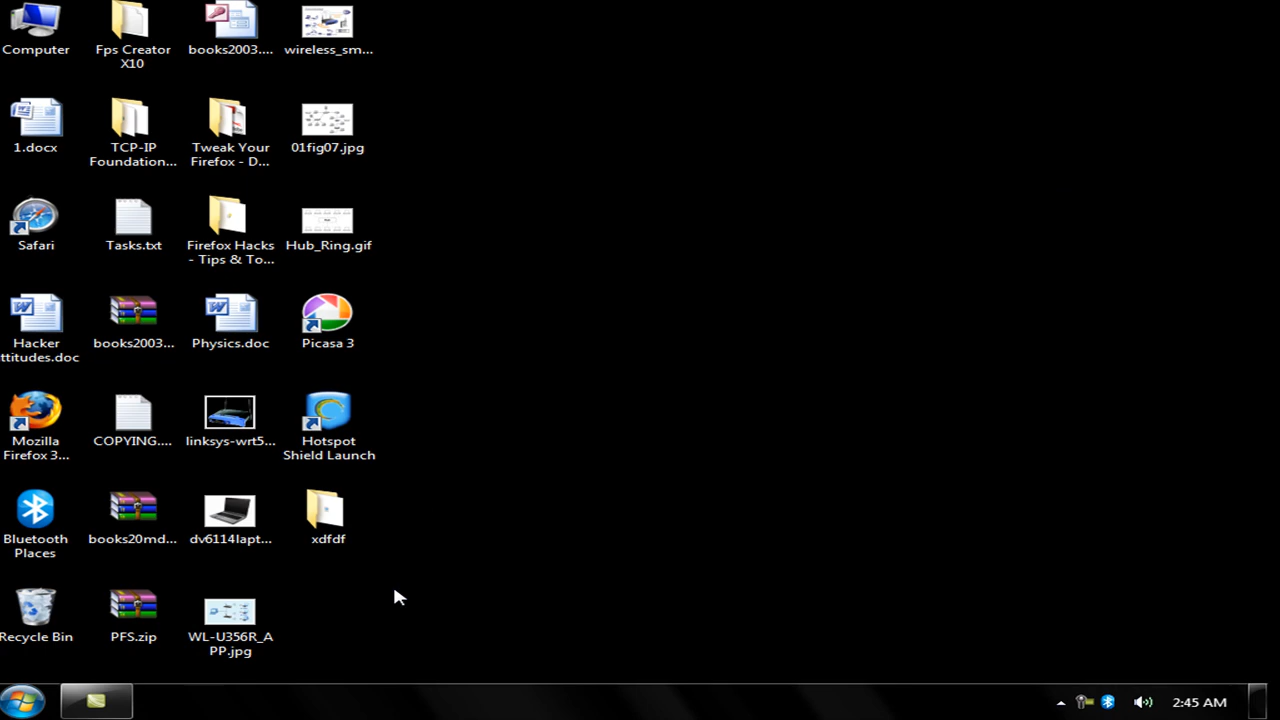 Computer
Fps Creator
X10
books2003....
wireless_sm...
1.docx
TCP-IP
Foundation...
Tweak Your
Firefox - D...
01fig07.jpg
Safari
Tasks.txt
Firefox Hacks
- Tips & To...
Hub_Ring.gif
Hacker
ttitudes.doc
books2003...
Physics.doc
Picasa 3
Mozilla
Firefox 3...
COPYING....
linksys-wrt5...
Hotspot
Shield Launch
Bluetooth
Places
books20md...
dv6114lapt...
xdfdf
Recycle Bin
PFS.zip
WL-U356R_A
PP.jpg
2:45 AM